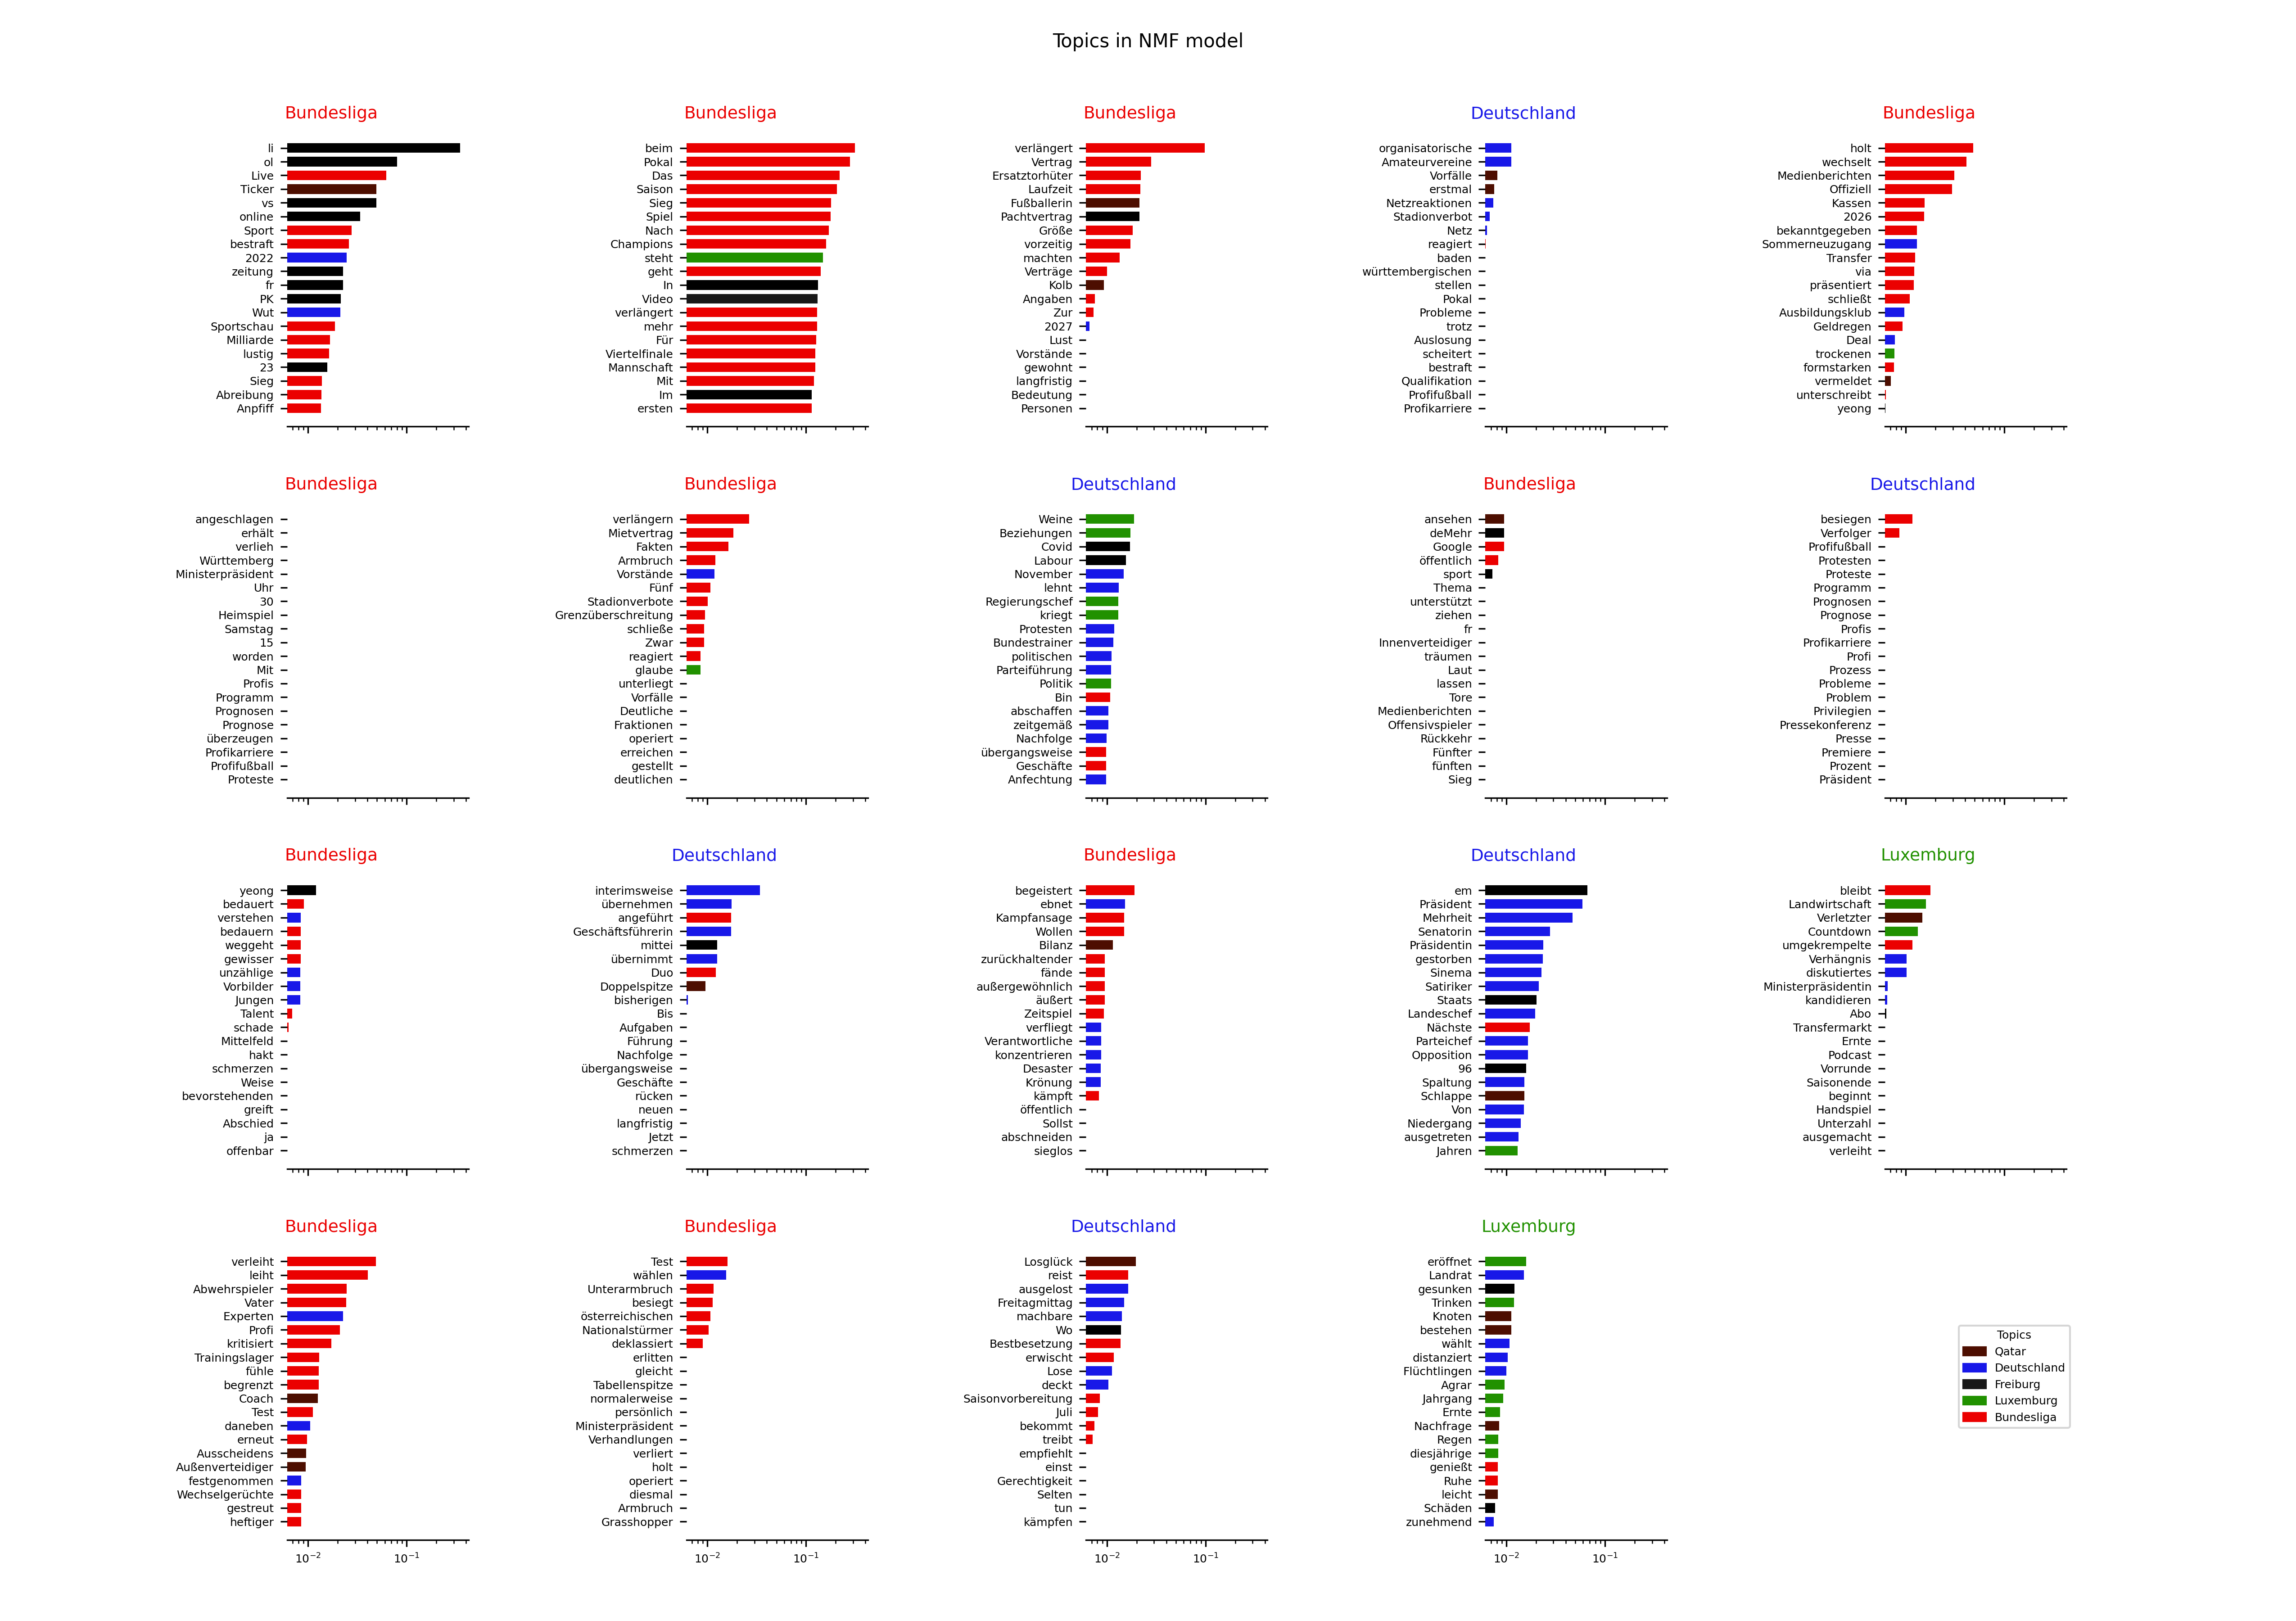 Topics in NMF model
Bundesliga
li
ol
Live
Ticker
vs
online
Sport
bestraft
2022
zeitung
fr
PK
Wut
Sportschau
Milliarde
lustig
23
Sieg
Abreibung
Anpfiff
Bundesliga
beim
Pokal
Das
Saison
Sieg
Spiel
Nach
Champions
steht
geht
In
Video
verlängert
mehr
Für
Viertelfinale
Mannschaft
Mit
Im
ersten
Bundesliga
verlängert
Vertrag
Ersatztorhüter
Laufzeit
Fußballerin
Pachtvertrag
Größe
vorzeitig
machten
Verträge
Kolb
Angaben
Zur
2027
Lust
Vorstände
gewohnt
langfristig
Bedeutung
Personen
Deutschland
organisatorische
Amateurvereine
Vorfälle
erstmal
Netzreaktionen
Stadionverbot
Netz
reagiert
baden
württembergischen
stellen
Pokal
Probleme
trotz
Auslosung
scheitert
bestraft
Qualifikation
Profifußball
Profikarriere
Bundesliga
holt
wechselt
Medienberichten
Offiziell
Kassen
2026
bekanntgegeben
Sommerneuzugang
Transfer
via
präsentiert
schließt
Ausbildungsklub
Geldregen
Deal
trockenen
formstarken
vermeldet
unterschreibt
yeong
Bundesliga
angeschlagen
erhält
verlieh
Württemberg
Ministerpräsident
Uhr
30
Heimspiel
Samstag
15
worden
Mit
Profis
Programm
Prognosen
Prognose
überzeugen
Profikarriere
Profifußball
Proteste
Bundesliga
verlängern
Mietvertrag
Fakten
Armbruch
Vorstände
Fünf
Stadionverbote
Grenzüberschreitung
schließe
Zwar
reagiert
glaube
unterliegt
Vorfälle
Deutliche
Fraktionen
operiert
erreichen
gestellt
deutlichen
Deutschland
Weine
Beziehungen
Covid
Labour
November
lehnt
Regierungschef
kriegt
Protesten
Bundestrainer
politischen
Parteiführung
Politik
Bin
abschaffen
zeitgemäß
Nachfolge
übergangsweise
Geschäfte
Anfechtung
Bundesliga
ansehen
deMehr
Google
öffentlich
sport
Thema
unterstützt
ziehen
fr
Innenverteidiger
träumen
Laut
lassen
Tore
Medienberichten
Offensivspieler
Rückkehr
Fünfter
fünften
Sieg
Deutschland
besiegen
Verfolger
Profifußball
Protesten
Proteste
Programm
Prognosen
Prognose
Profis
Profikarriere
Profi
Prozess
Probleme
Problem
Privilegien
Pressekonferenz
Presse
Premiere
Prozent
Präsident
Bundesliga
yeong
bedauert
verstehen
bedauern
weggeht
gewisser
unzählige
Vorbilder
Jungen
Talent
schade
Mittelfeld
hakt
schmerzen
Weise
bevorstehenden
greift
Abschied
ja
offenbar
Deutschland
interimsweise
übernehmen
angeführt
Geschäftsführerin
mittei
übernimmt
Duo
Doppelspitze
bisherigen
Bis
Aufgaben
Führung
Nachfolge
übergangsweise
Geschäfte
rücken
neuen
langfristig
Jetzt
schmerzen
Bundesliga
begeistert
ebnet
Kampfansage
Wollen
Bilanz
zurückhaltender
fände
außergewöhnlich
äußert
Zeitspiel
verfliegt
Verantwortliche
konzentrieren
Desaster
Krönung
kämpft
öffentlich
Sollst
abschneiden
sieglos
Deutschland
em
Präsident
Mehrheit
Senatorin
Präsidentin
gestorben
Sinema
Satiriker
Staats
Landeschef
Nächste
Parteichef
Opposition
96
Spaltung
Schlappe
Von
Niedergang
ausgetreten
Jahren
Luxemburg
bleibt
Landwirtschaft
Verletzter
Countdown
umgekrempelte
Verhängnis
diskutiertes
Ministerpräsidentin
kandidieren
Abo
Transfermarkt
Ernte
Podcast
Vorrunde
Saisonende
beginnt
Handspiel
Unterzahl
ausgemacht
verleiht
Bundesliga
verleiht
leiht
Abwehrspieler
Vater
Experten
Profi
kritisiert
Trainingslager
fühle
begrenzt
Coach
Test
daneben
erneut
Ausscheidens
Außenverteidiger
festgenommen
Wechselgerüchte
gestreut
heftiger
10⁻² 10⁻¹
Bundesliga
Test
wählen
Unterarmbruch
besiegt
österreichischen
Nationalstürmer
deklassiert
erlitten
gleicht
Tabellenspitze
normalerweise
persönlich
Ministerpräsident
Verhandlungen
verliert
holt
operiert
diesmal
Armbruch
Grasshopper
10⁻² 10⁻¹
Deutschland
Losglück
reist
ausgelost
Freitagmittag
machbare
Wo
Bestbesetzung
erwischt
Lose
deckt
Saisonvorbereitung
Juli
bekommt
treibt
empfiehlt
einst
Gerechtigkeit
Selten
tun
kämpfen
10⁻² 10⁻¹
Luxemburg
eröffnet
Landrat
gesunken
Trinken
Knoten
bestehen
wählt
distanziert
Flüchtlingen
Agrar
Jahrgang
Ernte
Nachfrage
Regen
diesjährige
genießt
Ruhe
leicht
Schäden
zunehmend
10⁻² 10⁻¹
Topics
Qatar
Deutschland
Freiburg
Luxemburg
Bundesliga